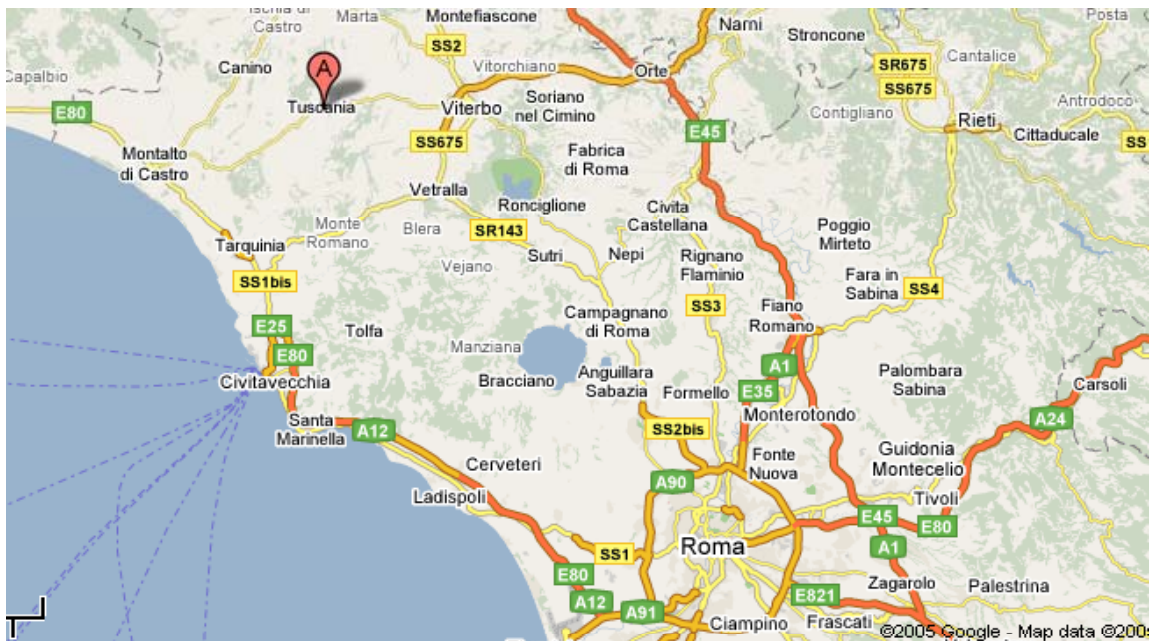 Ischia di
Castro
Marta
Montefiascone
Narni
Stroncone
Posta
SS2
SR675
Cantalice
Capalbio
Canino
A
Vitorchiano
Orte
SS675
Antrodoco
E80
Tuscania
Viterbo
Soriano
nel Cimino
Contigliano
Rieti
Cittaducale
SS675
E45
SS
Montalto
di Castro
Fabrica
di Roma
Vetralla
Ronciglione
Civita
Castellana
Monte
Romano
Blera
SR143
Poggio
Mirteto
Tarquinia
Vejano
Sutri
Nepi
Rignano
Flaminio
Fara in
Sabina
SS4
SS1bis
SS3
Fiano
Romano
E25
Tolfa
Campagnano
di Roma
E80
Manziana
A1
Civitavecchia
Bracciano
Anguillara
Sabazia
Formello
E35
Palombara
Sabina
Carsoli
Santa
Marinella
A12
SS2bis
Monterotondo
A24
Cerveteri
Fonte
Nuova
Guidonia
Montecelio
Ladispoli
A90
Tivoli
E45
E80
SS1
Roma
A1
E80
Zagarolo
Palestrina
A12
A91
E821
Ciampino
Frascati
©2005 Google - Map data ©200